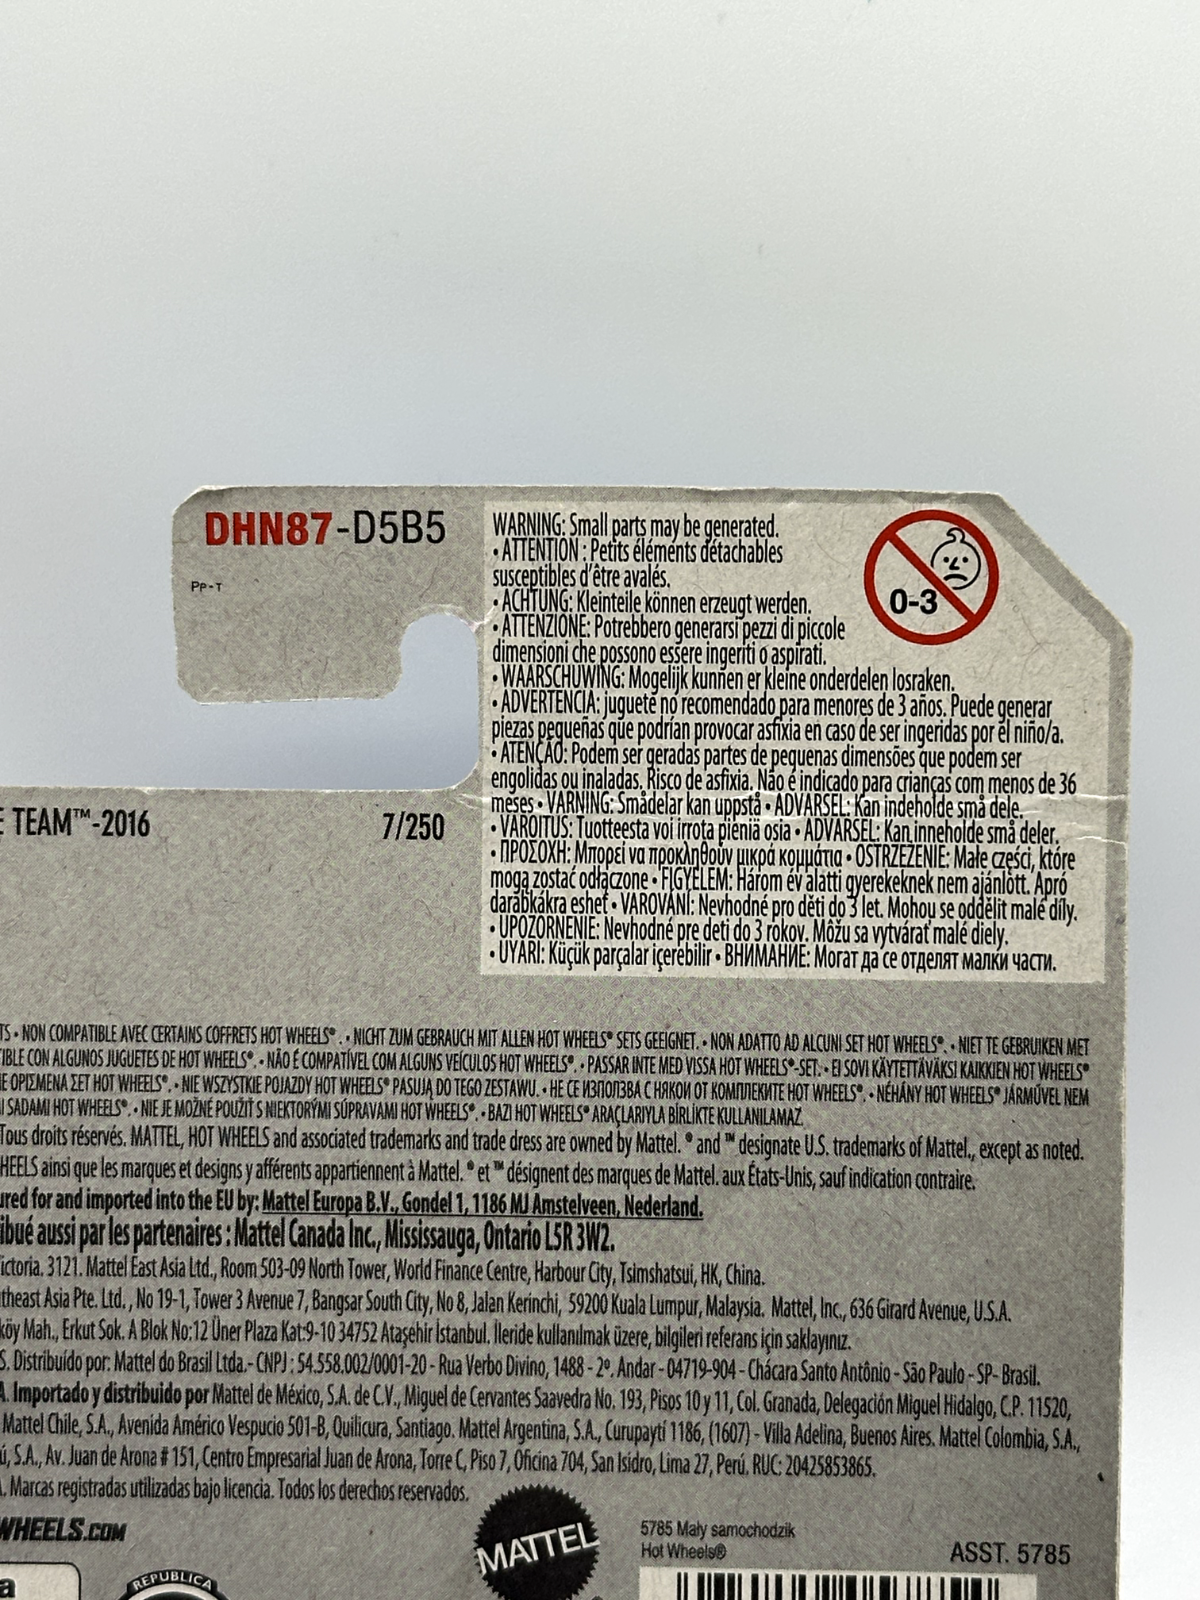 DHN87-D5B5
PP-T
WARNING: Small parts may be generated.
• ATTENTION : Petits éléments détachables
susceptibles d'être avalés.
• ACHTUNG: Kleinteile können erzeugt werden.
• ATTENZIONE: Potrebbero generarsi pezzi di piccole
dimensioni che possono essere ingeriti o aspirati.
• WAARSCHUWING: Mogelijk kunnen er kleine onderdelen losraken.
• ADVERTENCIA: juguete no recomendado para menores de 3 años. Puede generar
piezas pequeñas que podrían provocar asfixia en caso de ser ingeridas por el niño/a.
• ATENÇÃO: Podem ser geradas partes de pequenas dimensões que podem ser
engolidas ou inaladas. Risco de asfixia. Não é indicado para crianças com menos de 36
meses • VARNING: Smådelar kan uppstå • ADVARSEL: Kan indeholde små dele.
• VAROITUS: Tuotteesta voi irrota pieniä osia • ADVARSEL: Kan inneholde små deler.
• ΠΡΟΣΟΧΗ: Μπορεί να προκληθούν μικρά κομμάτια • OSTRZEŻENIE: Małe części, które
mogą zostać odłączone • FIGYELEM: Három év alatti gyerekeknek nem ajánlott. Apró
darabkákra eshet • VAROVÁNÍ: Nevhodné pro děti do 3 let. Mohou se oddělit malé díly.
• UPOZORNENIE: Nevhodné pre deti do 3 rokov. Môžu sa vytvárať malé diely.
• UYARI: Küçük parçalar içerebilir • ВНИМАНИЕ: Могат да се отделят малки части.
0-3
TEAM™-2016
7/250
TS • NON COMPATIBLE AVEC CERTAINS COFFRETS HOT WHEELS® . • NICHT ZUM GEBRAUCH MIT ALLEN HOT WHEELS® SETS GEEIGNET. • NON ADATTO AD ALCUNI SET HOT WHEELS®. • NIET TE GEBRUIKEN MET
TIBLE CON ALGUNOS JUGUETES DE HOT WHEELS®. • NÃO É COMPATÍVEL COM ALGUNS VEÍCULOS HOT WHEELS®. • PASSAR INTE MED VISSA HOT WHEELS®-SET. • EI SOVI KÄYTETTÄVÄKSI KAIKKIEN HOT WHEELS®
ΟΡΙΣΜΕΝΑ ΣΕΤ HOT WHEELS®. • NIE WSZYSTKIE POJAZDY HOT WHEELS® PASUJĄ DO TEGO ZESTAWU. • НЕ СЕ ИЗПОЛЗВА С НЯКОИ ОТ КОМПЛЕКТИТЕ HOT WHEELS®. • NÉHÁNY HOT WHEELS® JÁRMŰVEL NEM
SADAMI HOT WHEELS®. • NIE JE MOŽNÉ POUŽIŤ S NIEKTORÝMI SÚPRAVAMI HOT WHEELS®. • BAZI HOT WHEELS® ARAÇLARIYLA BİRLİKTE KULLANILAMAZ.
Tous droits réservés. MATTEL, HOT WHEELS and associated trademarks and trade dress are owned by Mattel. ® and ™ designate U.S. trademarks of Mattel., except as noted.
HEELS ainsi que les marques et designs y afférents appartiennent à Mattel. ® et ™ désignent des marques de Mattel. aux États-Unis, sauf indication contraire.
ured for and imported into the EU by: Mattel Europa B.V., Gondel 1, 1186 MJ Amstelveen, Nederland.
ibué aussi par les partenaires : Mattel Canada Inc., Mississauga, Ontario L5R 3W2.
ictoria. 3121. Mattel East Asia Ltd., Room 503-09 North Tower, World Finance Centre, Harbour City, Tsimshatsui, HK, China.
theast Asia Pte. Ltd. , No 19-1, Tower 3 Avenue 7, Bangsar South City, No 8, Jalan Kerinchi, 59200 Kuala Lumpur, Malaysia. Mattel, Inc., 636 Girard Avenue, U.S.A.
köy Mah., Erkut Sok. A Blok No:12 Üner Plaza Kat:9-10 34752 Ataşehir İstanbul. İleride kullanılmak üzere, bilgileri referans için saklayınız.
S. Distribuído por: Mattel do Brasil Ltda.- CNPJ : 54.558.002/0001-20 - Rua Verbo Divino, 1488 - 2º. Andar - 04719-904 - Chácara Santo Antônio - São Paulo - SP- Brasil.
A. Importado y distribuido por Mattel de México, S.A. de C.V., Miguel de Cervantes Saavedra No. 193, Pisos 10 y 11, Col. Granada, Delegación Miguel Hidalgo, C.P. 11520,
Mattel Chile, S.A., Avenida Américo Vespucio 501-B, Quilicura, Santiago. Mattel Argentina, S.A., Curupaytí 1186, (1607) - Villa Adelina, Buenos Aires. Mattel Colombia, S.A.,
ú, S.A., Av. Juan de Arona # 151, Centro Empresarial Juan de Arona, Torre C, Piso 7, Oficina 704, San Isidro, Lima 27, Perú. RUC: 20425853865.
A. Marcas registradas utilizadas bajo licencia. Todos los derechos reservados.
WHEELS.COM
MATTEL
5785 Mały samochodzik
Hot Wheels®
ASST. 5785
a
REPUBLICA